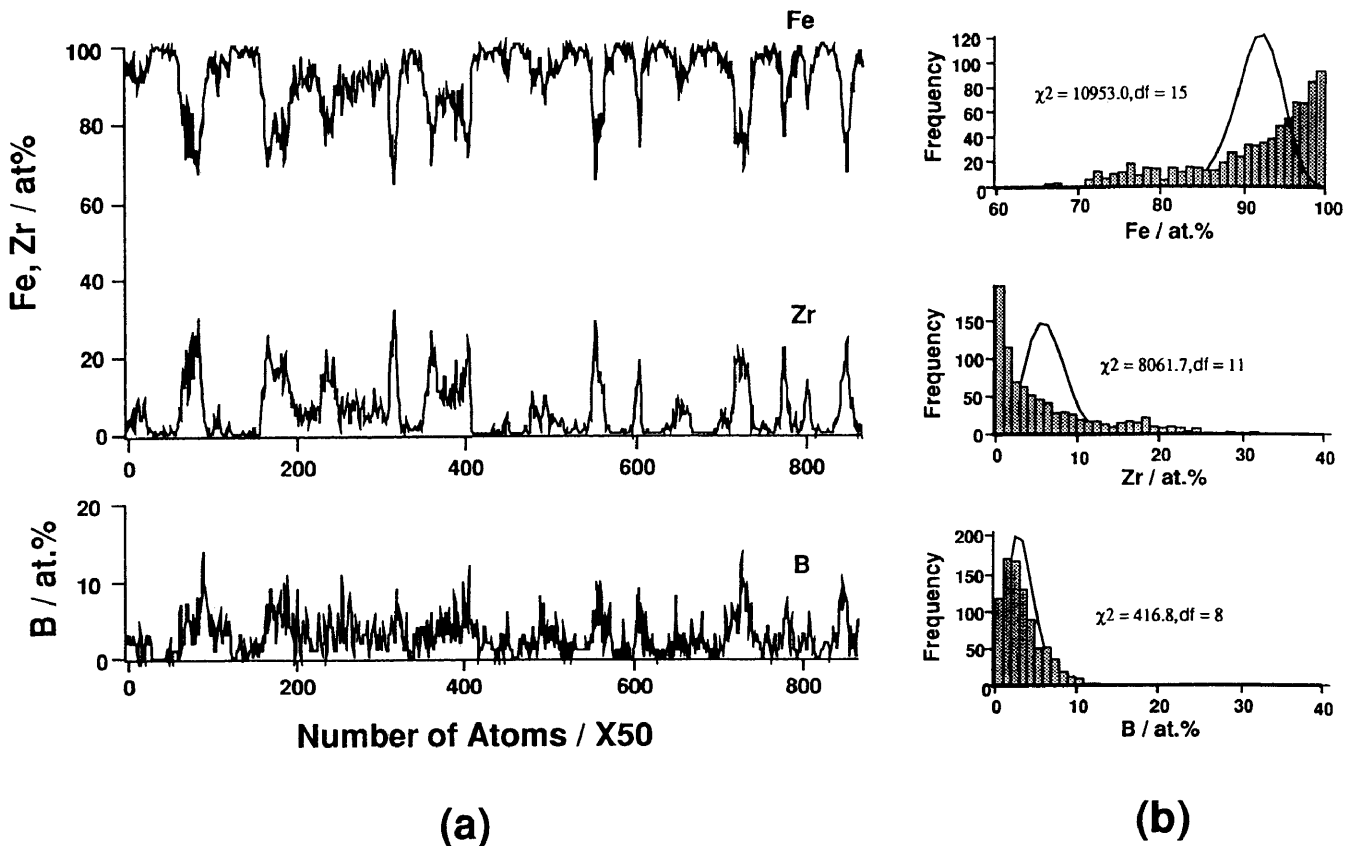 Fe, Zr / at%
100
80
60
40
20
0
Fe
Zr
0 200 400 600 800
B / at.%
20
10
0
B
0 200 400 600 800
Number of Atoms / X50
(a)
Frequency
120
100
80
60
40
20
0
χ2 = 10953.0,df = 15
60 70 80 90 100
Fe / at.%
Frequency
150
100
50
0
χ2 = 8061.7,df = 11
0 10 20 30 40
Zr / at.%
Frequency
200
150
100
50
0
χ2 = 416.8,df = 8
0 10 20 30 40
B / at.%
(b)